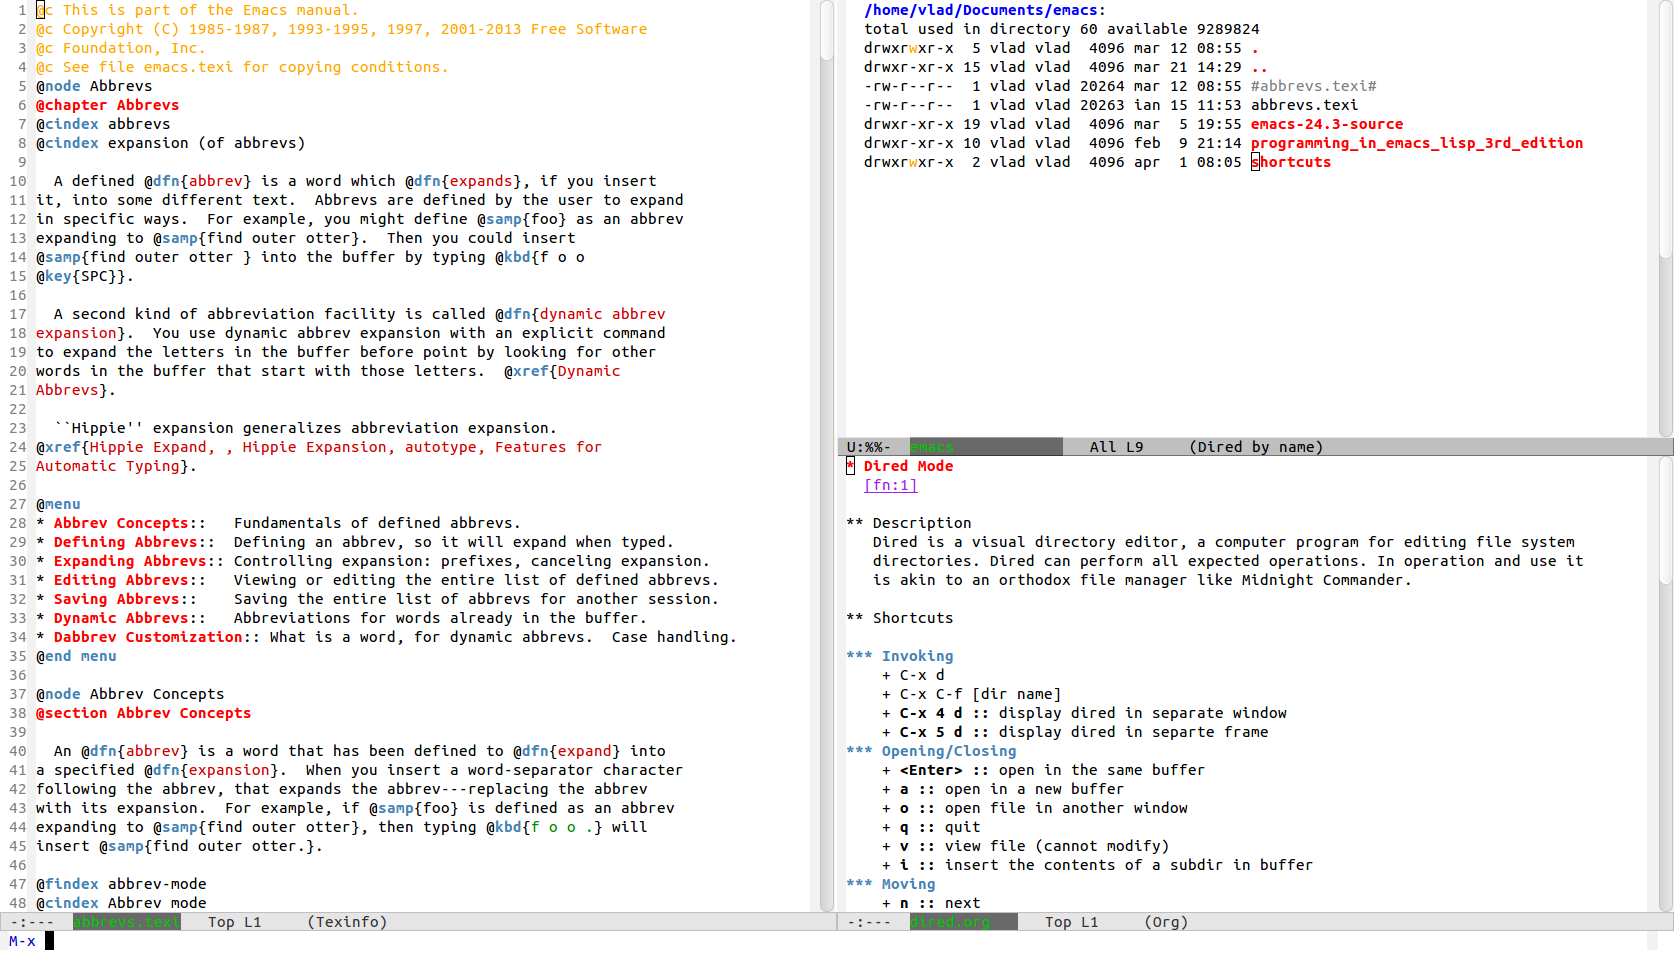 1 @c This is part of the Emacs manual.
2 @c Copyright (C) 1985-1987, 1993-1995, 1997, 2001-2013 Free Software
3 @c Foundation, Inc.
4 @c See file emacs.texi for copying conditions.
5 @node Abbrevs
6 @chapter Abbrevs
7 @cindex abbrevs
8 @cindex expansion (of abbrevs)
9
10   A defined @dfn{abbrev} is a word which @dfn{expands}, if you insert
11 it, into some different text.  Abbrevs are defined by the user to expand
12 in specific ways.  For example, you might define @samp{foo} as an abbrev
13 expanding to @samp{find outer otter}.  Then you could insert
14 @samp{find outer otter } into the buffer by typing @kbd{f o o
15 @key{SPC}}.
16
17   A second kind of abbreviation facility is called @dfn{dynamic abbrev
18 expansion}.  You use dynamic abbrev expansion with an explicit command
19 to expand the letters in the buffer before point by looking for other
20 words in the buffer that start with those letters.  @xref{Dynamic
21 Abbrevs}.
22
23   ``Hippie'' expansion generalizes abbreviation expansion.
24 @xref{Hippie Expand, , Hippie Expansion, autotype, Features for
25 Automatic Typing}.
26
27 @menu
28 * Abbrev Concepts::   Fundamentals of defined abbrevs.
29 * Defining Abbrevs::  Defining an abbrev, so it will expand when typed.
30 * Expanding Abbrevs:: Controlling expansion: prefixes, canceling expansion.
31 * Editing Abbrevs::   Viewing or editing the entire list of defined abbrevs.
32 * Saving Abbrevs::    Saving the entire list of abbrevs for another session.
33 * Dynamic Abbrevs::   Abbreviations for words already in the buffer.
34 * Dabbrev Customization:: What is a word, for dynamic abbrevs.  Case handling.
35 @end menu
36
37 @node Abbrev Concepts
38 @section Abbrev Concepts
39
40   An @dfn{abbrev} is a word that has been defined to @dfn{expand} into
41 a specified @dfn{expansion}.  When you insert a word-separator character
42 following the abbrev, that expands the abbrev---replacing the abbrev
43 with its expansion.  For example, if @samp{foo} is defined as an abbrev
44 expanding to @samp{find outer otter}, then typing @kbd{f o o .} will
45 insert @samp{find outer otter.}.
46
47 @findex abbrev-mode
48 @cindex Abbrev mode
-:---  abbrevs.texi   Top L1     (Texinfo)
M-x
/home/vlad/Documents/emacs:
total used in directory 60 available 9289824
drwxrwxr-x  5 vlad vlad  4096 mar 12 08:55 .
drwxr-xr-x 15 vlad vlad  4096 mar 21 14:29 ..
-rw-r--r--  1 vlad vlad 20264 mar 12 08:55 #abbrevs.texi#
-rw-r--r--  1 vlad vlad 20263 ian 15 11:53 abbrevs.texi
drwxr-xr-x 19 vlad vlad  4096 mar  5 19:55 emacs-24.3-source
drwxr-xr-x 10 vlad vlad  4096 feb  9 21:14 programming_in_emacs_lisp_3rd_edition
drwxrwxr-x  2 vlad vlad  4096 apr  1 08:05 shortcuts
U:%%-  emacs   All L9     (Dired by name)
* Dired Mode
[fn:1]
** Description
Dired is a visual directory editor, a computer program for editing file system
directories. Dired can perform all expected operations. In operation and use it
is akin to an orthodox file manager like Midnight Commander.
** Shortcuts
*** Invoking
+ C-x d
+ C-x C-f [dir name]
+ C-x 4 d :: display dired in separate window
+ C-x 5 d :: display dired in separte frame
*** Opening/Closing
+ <Enter> :: open in the same buffer
+ a :: open in a new buffer
+ o :: open file in another window
+ q :: quit
+ v :: view file (cannot modify)
+ i :: insert the contents of a subdir in buffer
*** Moving
+ n :: next
-:---  dired.org   Top L1     (Org)